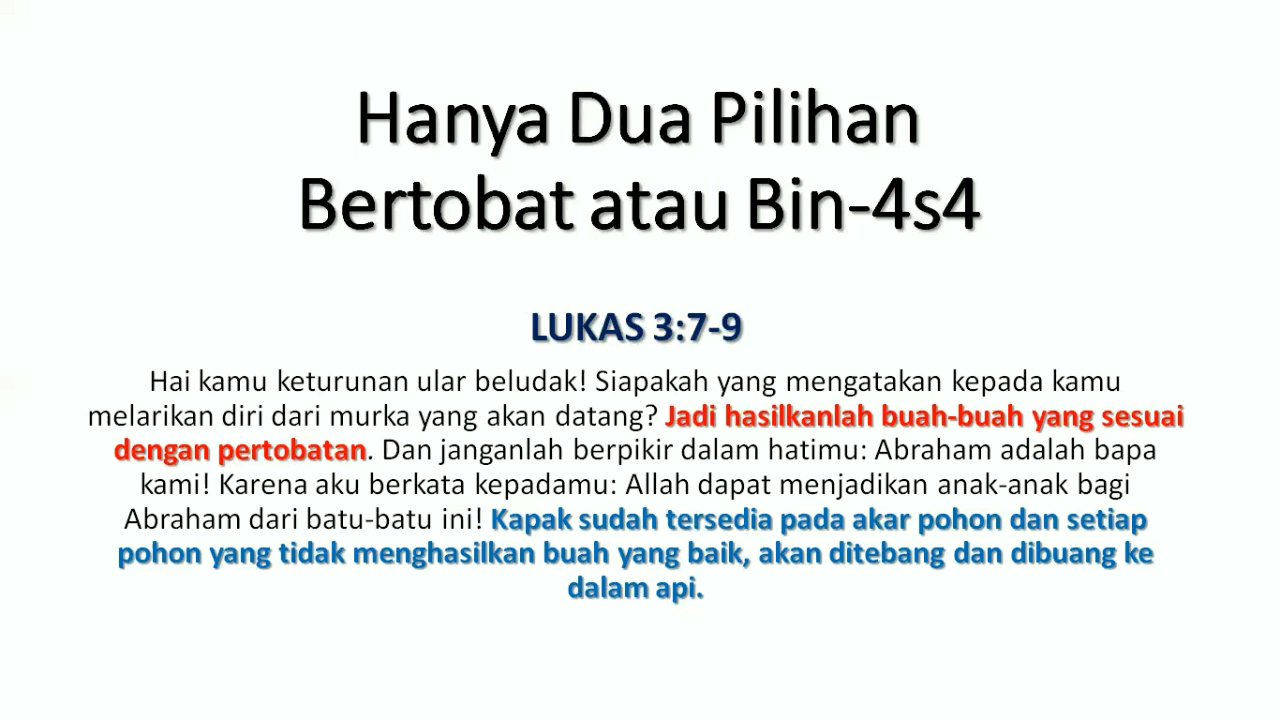 Hanya Dua Pilihan
Bertobat atau Bin-4s4
LUKAS 3:7-9
Hai kamu keturunan ular beludak! Siapakah yang mengatakan kepada kamu
melarikan diri dari murka yang akan datang? Jadi hasilkanlah buah-buah yang sesuai
dengan pertobatan. Dan janganlah berpikir dalam hatimu: Abraham adalah bapa
kami! Karena aku berkata kepadamu: Allah dapat menjadikan anak-anak bagi
Abraham dari batu-batu ini! Kapak sudah tersedia pada akar pohon dan setiap
pohon yang tidak menghasilkan buah yang baik, akan ditebang dan dibuang ke
dalam api.